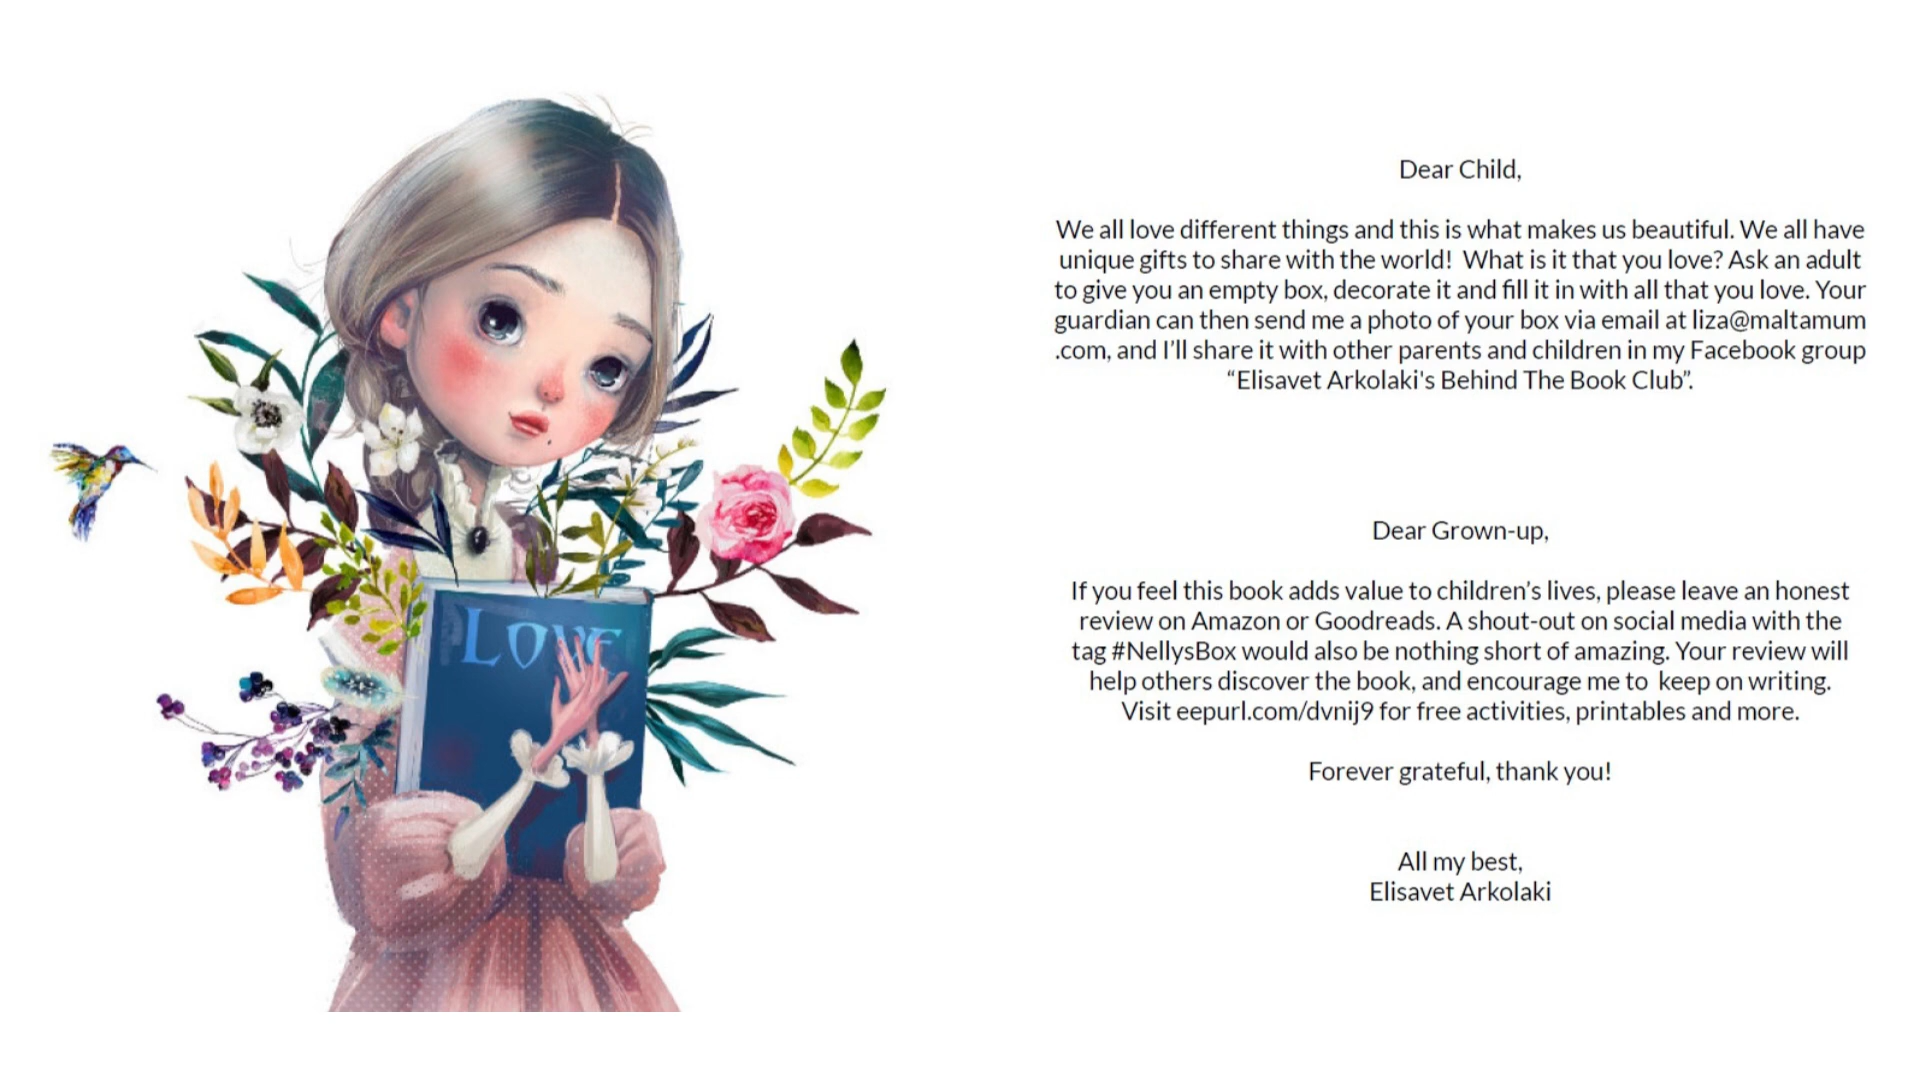 LOVE
Dear Child,
We all love different things and this is what makes us beautiful. We all have
unique gifts to share with the world!  What is it that you love? Ask an adult
to give you an empty box, decorate it and fill it in with all that you love. Your
guardian can then send me a photo of your box via email at liza@maltamum
.com, and I'll share it with other parents and children in my Facebook group
“Elisavet Arkolaki's Behind The Book Club”.
Dear Grown-up,
If you feel this book adds value to children's lives, please leave an honest
review on Amazon or Goodreads. A shout-out on social media with the
tag #NellysBox would also be nothing short of amazing. Your review will
help others discover the book, and encourage me to  keep on writing.
Visit eepurl.com/dvnij9 for free activities, printables and more.
Forever grateful, thank you!
All my best,
Elisavet Arkolaki